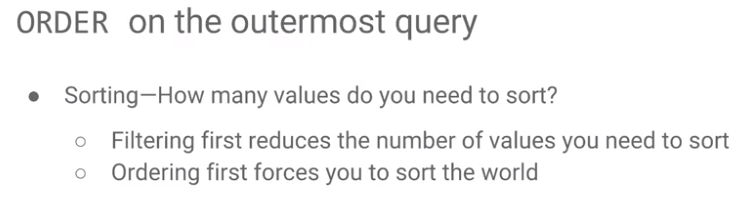 ORDER on the outermost query
● Sorting—How many values do you need to sort?
○ Filtering first reduces the number of values you need to sort
○ Ordering first forces you to sort the world